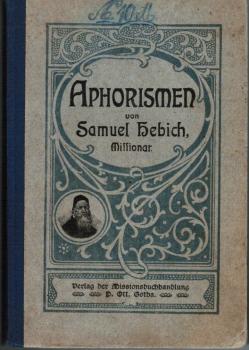 APHORISMEN
von
Samuel Hebich,
Missionar.
Verlag der Missionsbuchhandlung
P. Ott, Gotha.